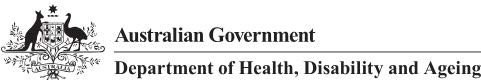 Australian Government
Department of Health, Disability and Ageing